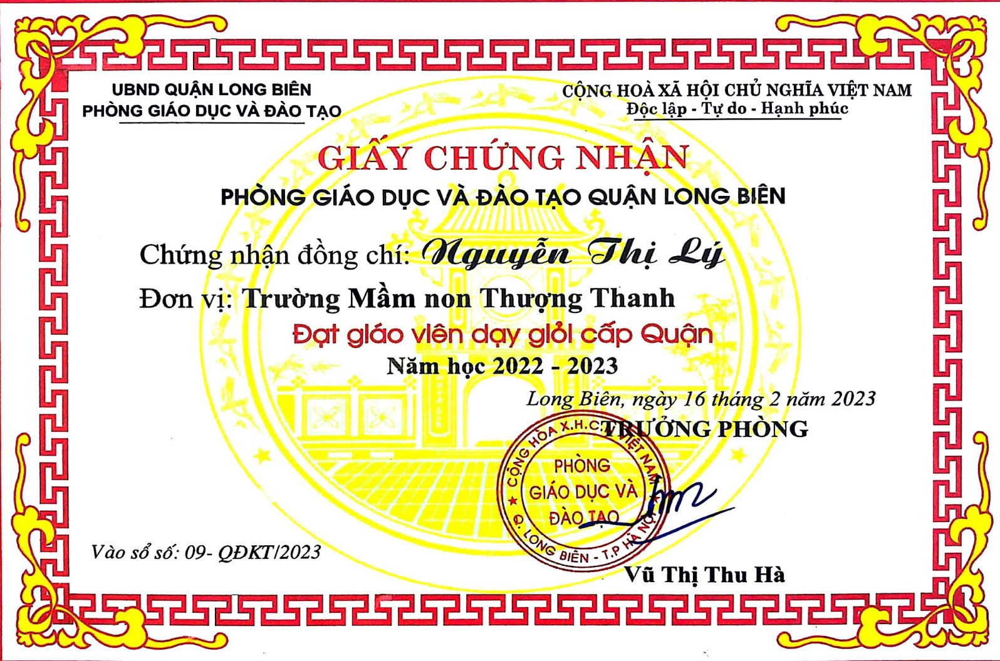 UBND QUẬN LONG BIÊN
PHÒNG GIÁO DỤC VÀ ĐÀO TẠO
CỘNG HOÀ XÃ HỘI CHỦ NGHĨA VIỆT NAM
Độc lập - Tự do - Hạnh phúc
GIẤY CHỨNG NHẬN
PHÒNG GIÁO DỤC VÀ ĐÀO TẠO QUẬN LONG BIÊN
Chứng nhận đồng chí: Nguyễn Thị Lý
Đơn vị: Trường Mầm non Thượng Thanh
Đạt giáo viên dạy giỏi cấp Quận
Năm học 2022 - 2023
Long Biên, ngày 16 tháng 2 năm 2023
TRƯỞNG PHÒNG
CỘNG HÒA X.H.C.N VIỆT NAM
PHÒNG
GIÁO DỤC VÀ
ĐÀO TẠO
Q. LONG BIÊN - T.P HÀ NỘI
Vào sổ số: 09- QĐKT/2023
Vũ Thị Thu Hà